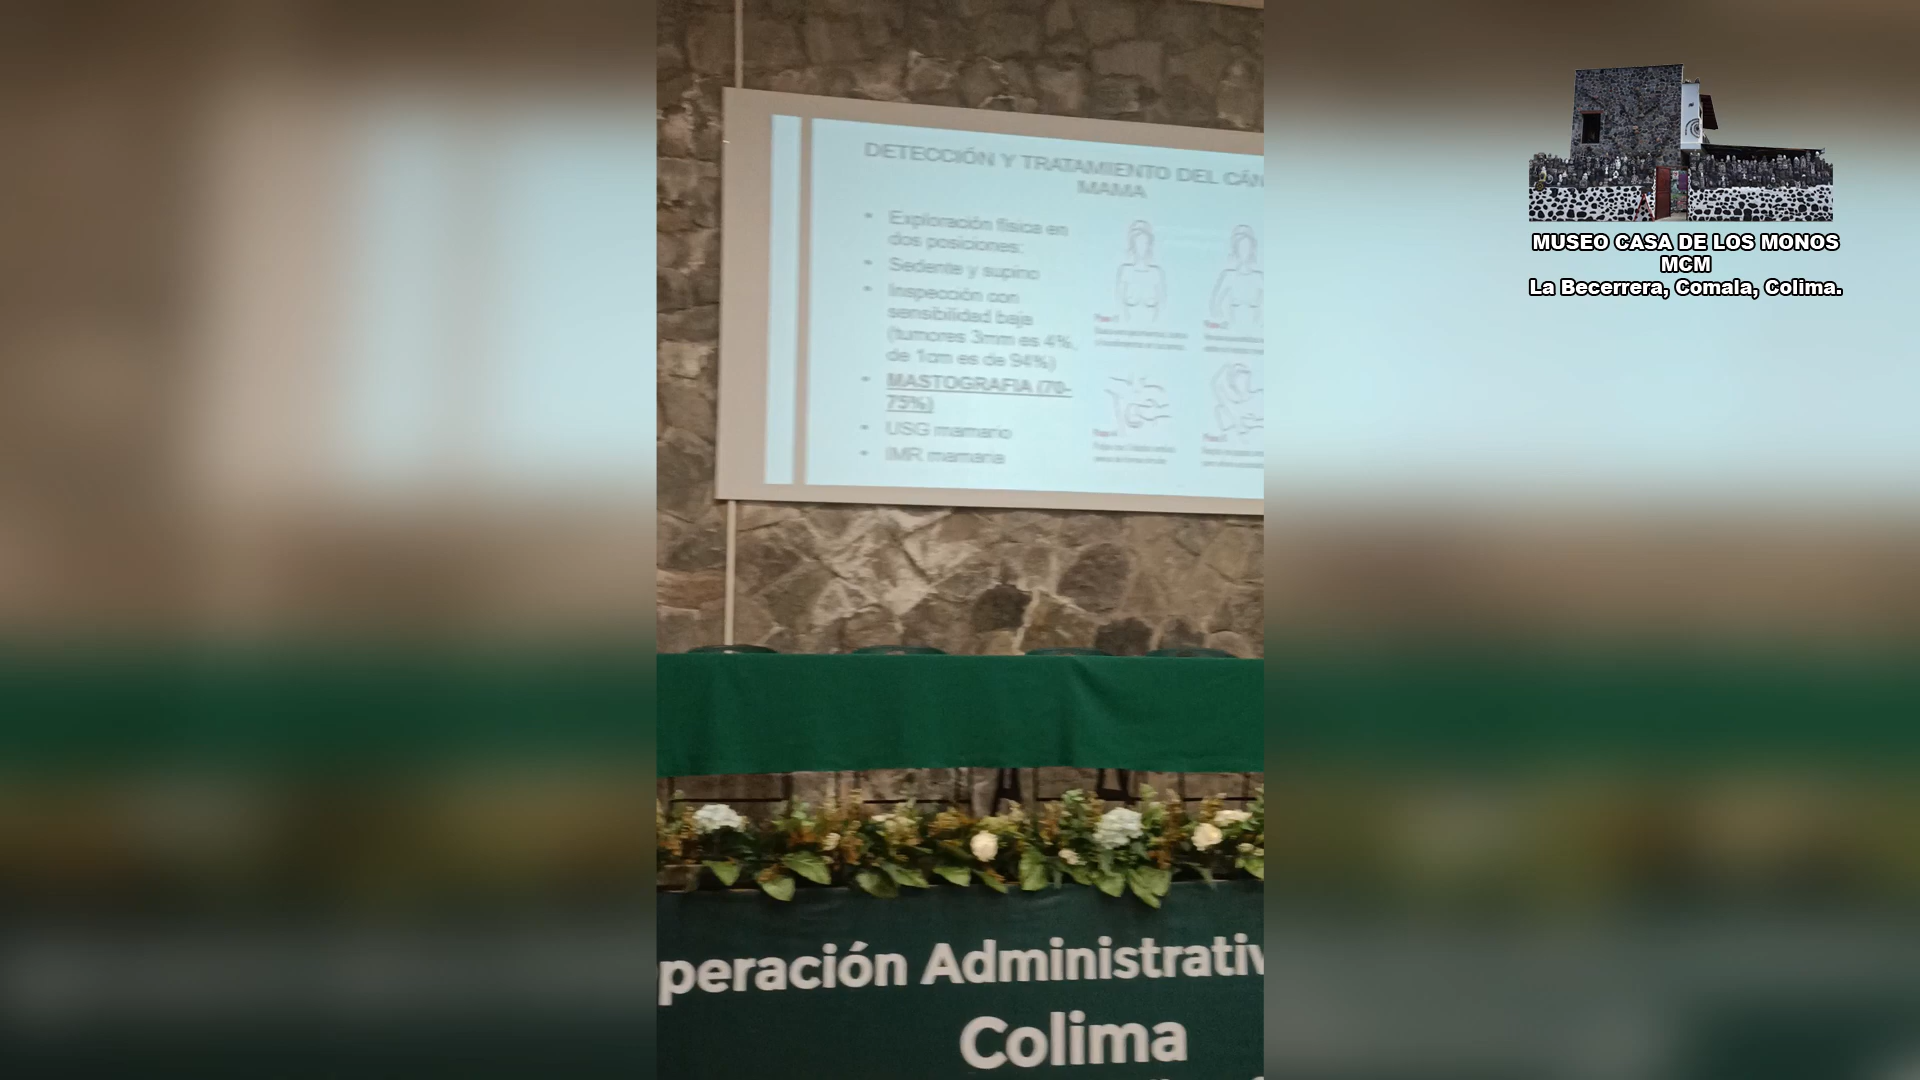 DETECCIÓN Y TRATAMIENTO DEL CÁN
MAMA
• Exploración física en
dos posiciones:
• Sedente y supino
• Inspección con
sensibilidad baja
(tumores 3mm es 4%,
de 1cm es de 94%)
• MASTOGRAFIA (70-
75%)
• USG mamario
• IMR mamaria
peración Administrativ
Colima
MUSEO CASA DE LOS MONOS
MCM
La Becerrera, Comala, Colima.